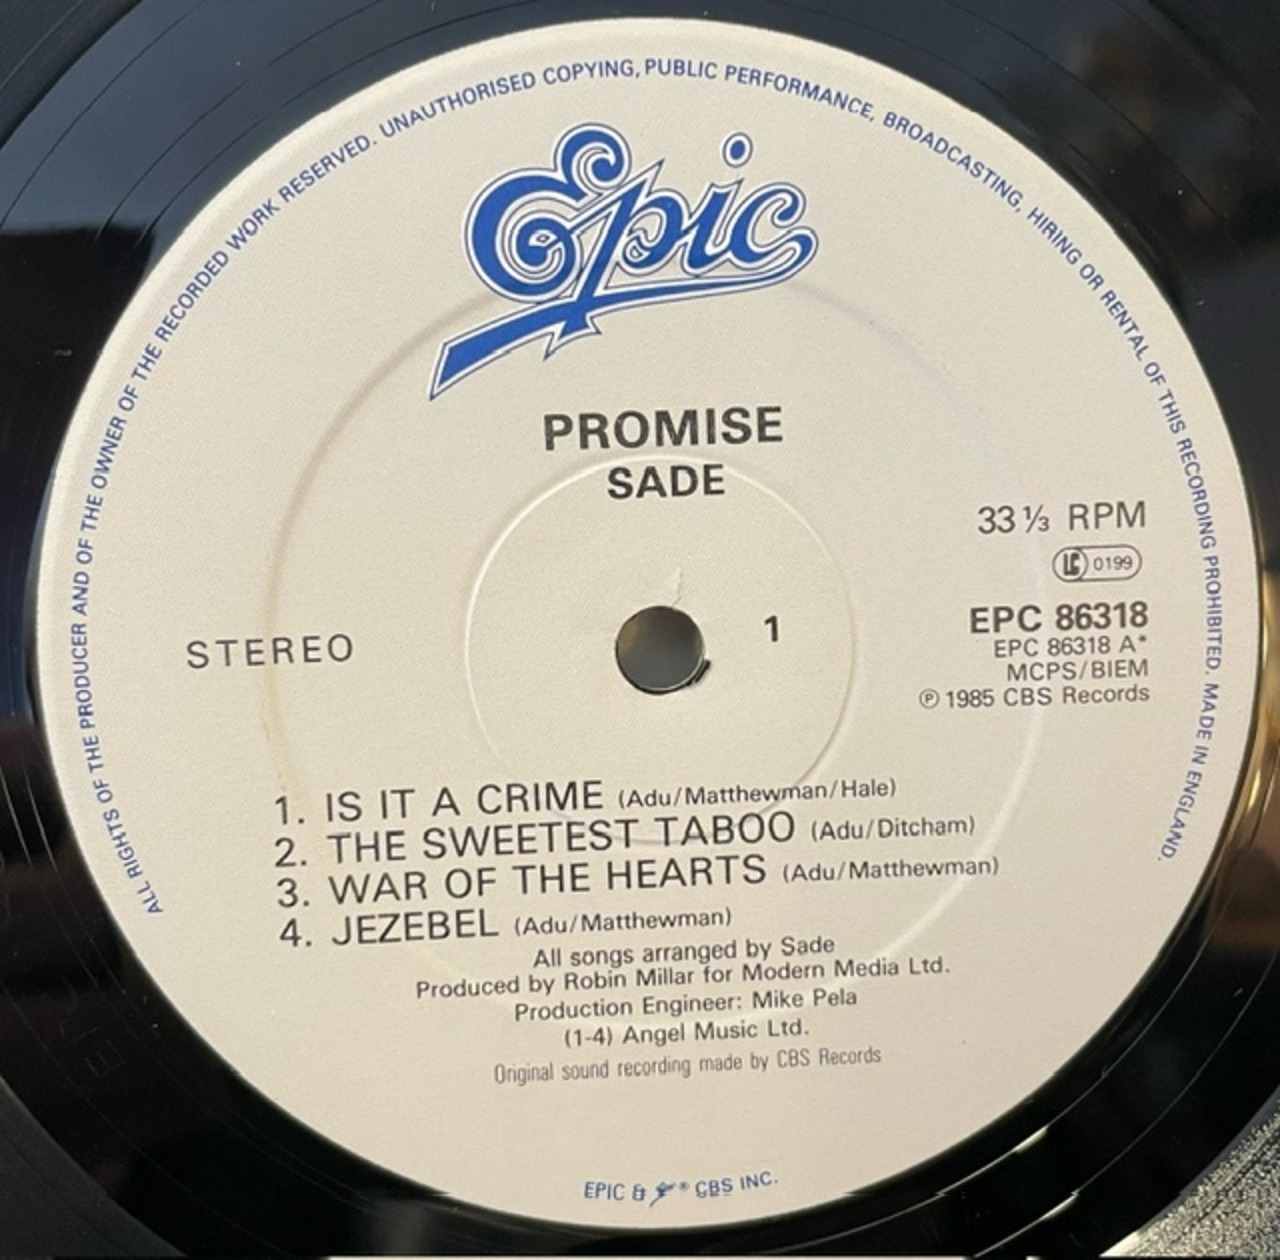 ALL RIGHTS OF THE PRODUCER AND OF THE OWNER OF THE RECORDED WORK RESERVED. UNAUTHORISED COPYING, PUBLIC PERFORMANCE, BROADCASTING, HIRING OR RENTAL OF THIS RECORDING PROHIBITED. MADE IN ENGLAND.
Epic
PROMISE
SADE
33 ⅓ RPM
LC 0199
STEREO
1
EPC 86318
EPC 86318 A*
MCPS/BIEM
℗ 1985 CBS Records
1. IS IT A CRIME (Adu/Matthewman/Hale)
2. THE SWEETEST TABOO (Adu/Ditcham)
3. WAR OF THE HEARTS (Adu/Matthewman)
4. JEZEBEL (Adu/Matthewman)
All songs arranged by Sade
Produced by Robin Millar for Modern Media Ltd.
Production Engineer: Mike Pela
(1-4) Angel Music Ltd.
Original sound recording made by CBS Records
EPIC & ® CBS INC.